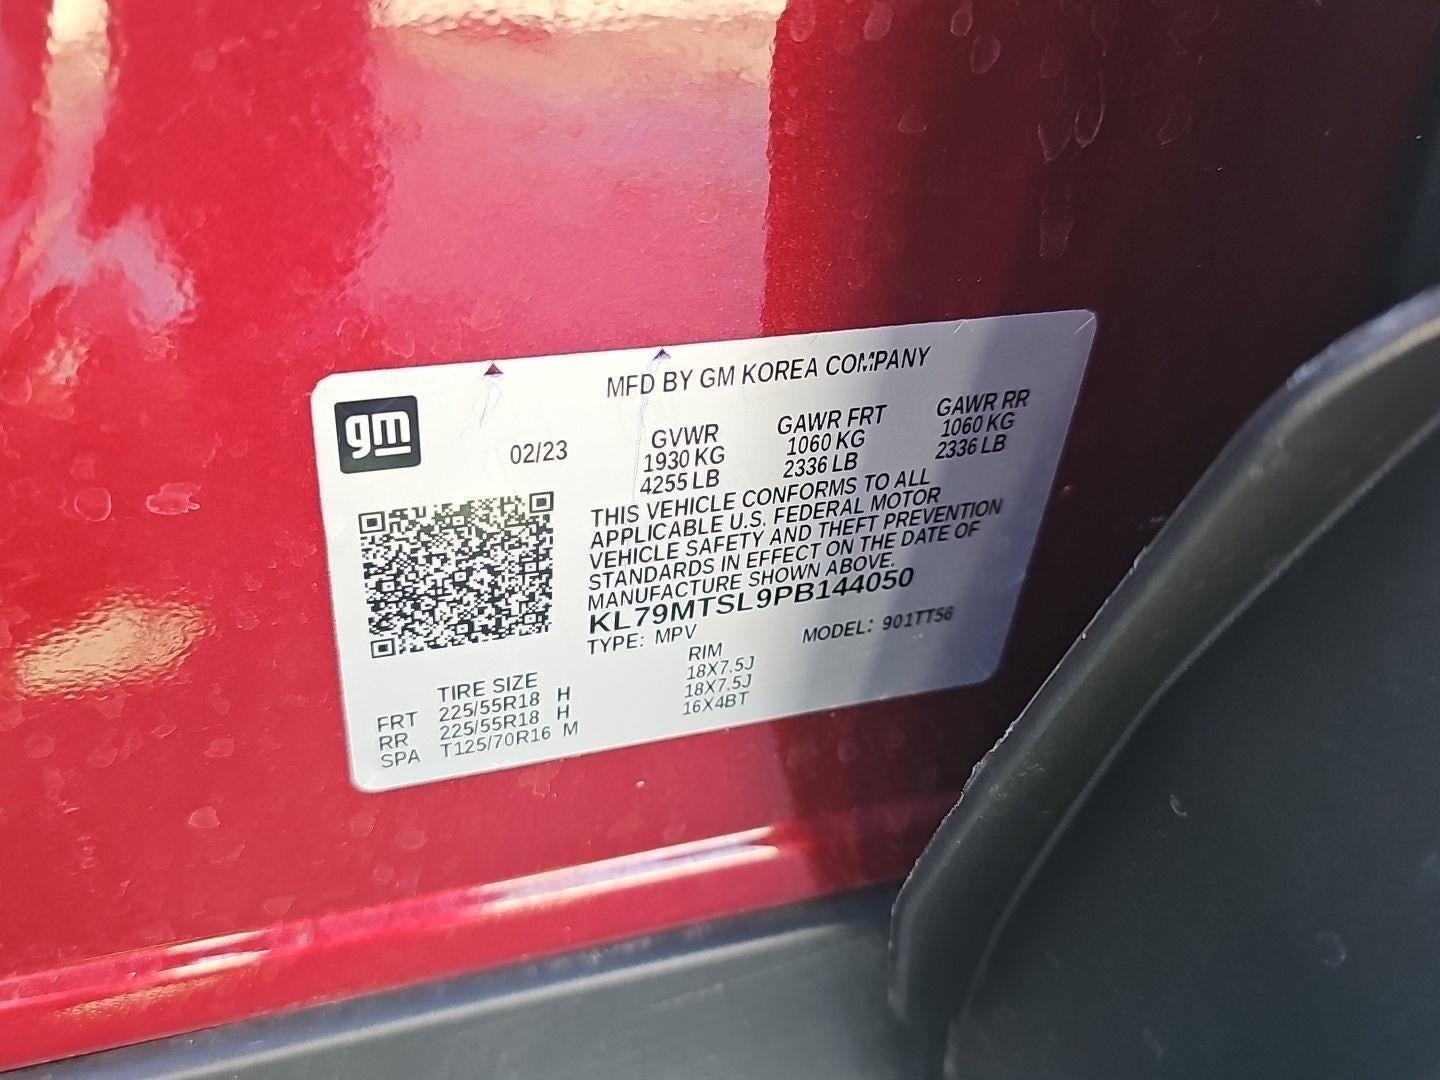 gm
MFD BY GM KOREA COMPANY
02/23
GVWR GAWR FRT GAWR RR
1930 KG 1060 KG 1060 KG
4255 LB 2336 LB 2336 LB
THIS VEHICLE CONFORMS TO ALL
APPLICABLE U.S. FEDERAL MOTOR
VEHICLE SAFETY AND THEFT PREVENTION
STANDARDS IN EFFECT ON THE DATE OF
MANUFACTURE SHOWN ABOVE.
KL79MTSL9PB144050
TYPE: MPV MODEL: 901TT56
TIRE SIZE RIM
FRT 225/55R18 H 18X7.5J
RR 225/55R18 H 18X7.5J
SPA T125/70R16 M 16X4BT